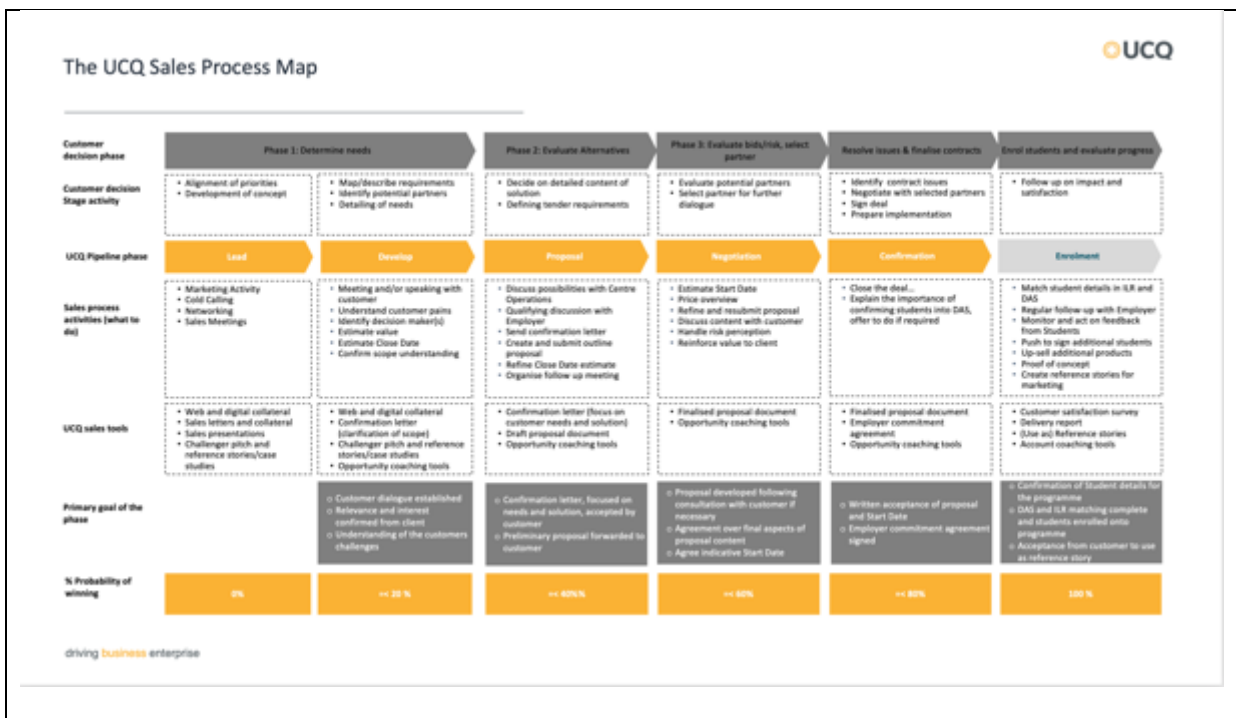 The UCQ Sales Process Map
UCQ
Customer
decision phase
Phase 1: Determine needs
Phase 2: Evaluate Alternatives
Phase 3: Evaluate bids/risk, select
partner
Resolve issues & finalise contracts
Enrol students and evaluate progress
Customer decision
Stage activity
• Alignment of priorities
• Development of concept
• Map/describe requirements
• Identify potential partners
• Detailing of needs
• Decide on detailed content of
solution
• Defining tender requirements
• Evaluate potential partners
• Select partner for further
dialogue
• Identify contract issues
• Negotiate with selected partners
• Sign deal
• Prepare implementation
• Follow up on impact and
satisfaction
UCQ Pipeline phase
Lead
Develop
Proposal
Negotiation
Confirmation
Enrolment
Sales process
activities (what to
do)
• Marketing Activity
• Cold Calling
• Networking
• Sales Meetings
• Meeting and/or speaking with
customer
• Understand customer pains
• Identify decision maker(s)
• Estimate value
• Estimate Close Date
• Confirm scope understanding
• Discuss possibilities with Centre
Operations
• Qualifying discussion with
Employer
• Send confirmation letter
• Create and submit outline
proposal
• Refine Close Date estimate
• Organise follow up meeting
• Estimate Start Date
• Price overview
• Refine and resubmit proposal
• Discuss content with customer
• Handle risk perception
• Reinforce value to client
• Close the deal...
• Explain the importance of
confirming students into DAS,
offer to do if required
• Match student details in ILR and
DAS
• Regular follow-up with Employer
• Monitor and act on feedback
from Students
• Push to sign additional students
• Up-sell additional products
• Proof of concept
• Create reference stories for
marketing
UCQ sales tools
• Web and digital collateral
• Sales letters and collateral
• Sales presentations
• Challenger pitch and
reference stories/case
studies
• Web and digital collateral
• Confirmation letter
(clarification of scope)
• Challenger pitch and reference
stories/case studies
• Opportunity coaching tools
• Confirmation letter (focus on
customer needs and solution)
• Draft proposal document
• Opportunity coaching tools
• Finalised proposal document
• Opportunity coaching tools
• Finalised proposal document
• Employer commitment
agreement
• Opportunity coaching tools
• Customer satisfaction survey
• Delivery report
• (Use as) Reference stories
• Account coaching tools
Primary goal of the
phase
o Customer dialogue established
o Relevance and interest
confirmed from client
o Understanding of the customers
challenges
o Confirmation letter, focused on
needs and solution, accepted by
customer
o Preliminary proposal forwarded to
customer
o Proposal developed following
consultation with customer if
necessary
o Agreement over final aspects of
proposal content
o Agree indicative Start Date
o Written acceptance of proposal
and Start Date
o Employer commitment agreement
signed
o Confirmation of Student details for
the programme
o DAS and ILR matching complete
and students enrolled onto
programme
o Acceptance from customer to use
as reference story
% Probability of
winning
0%
=< 20 %
=< 40%%
=< 60%
=< 80%
100 %
driving business enterprise